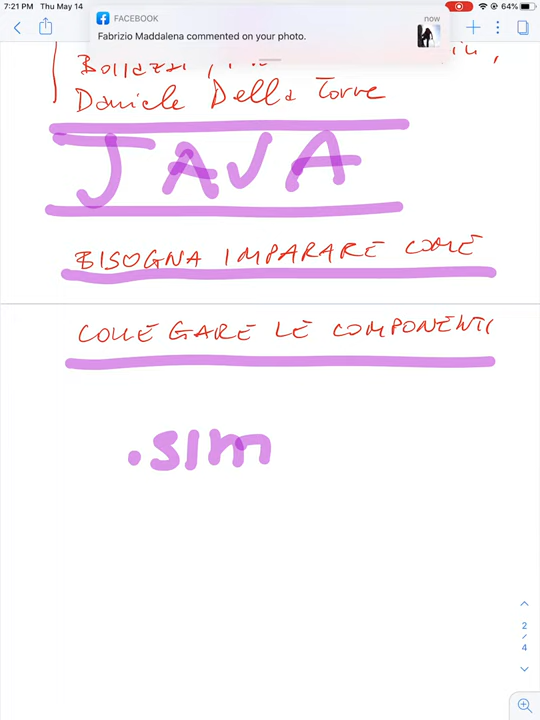 7:21 PM Thu May 14
64%
FACEBOOK
now
Fabrizio Maddalena commented on your photo.
Daniele Della Torre
JAVA
BISOGNA IMPARARE COME
COLLEGARE LE COMPONENTI
.sim
2
/
4